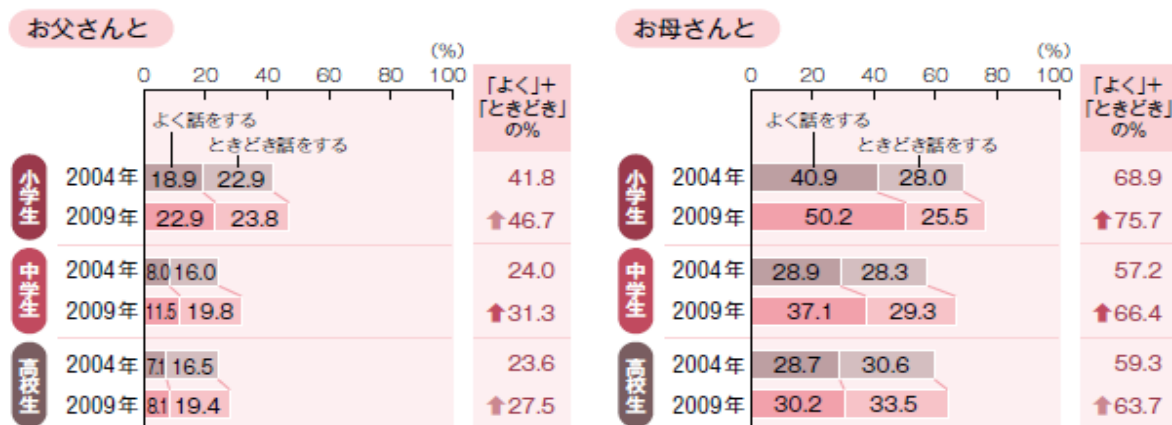 お父さんと
(%)
0 20 40 60 80 100
「よく」+
「ときどき」
の%
よく話をする
ときどき話をする
小学生
2004年 18.9 22.9 41.8
2009年 22.9 23.8 46.7
中学生
2004年 8.0 16.0 24.0
2009年 11.5 19.8 31.3
高校生
2004年 7.1 16.5 23.6
2009年 8.1 19.4 27.5
お母さんと
(%)
0 20 40 60 80 100
「よく」+
「ときどき」
の%
よく話をする
ときどき話をする
小学生
2004年 40.9 28.0 68.9
2009年 50.2 25.5 75.7
中学生
2004年 28.9 28.3 57.2
2009年 37.1 29.3 66.4
高校生
2004年 28.7 30.6 59.3
2009年 30.2 33.5 63.7